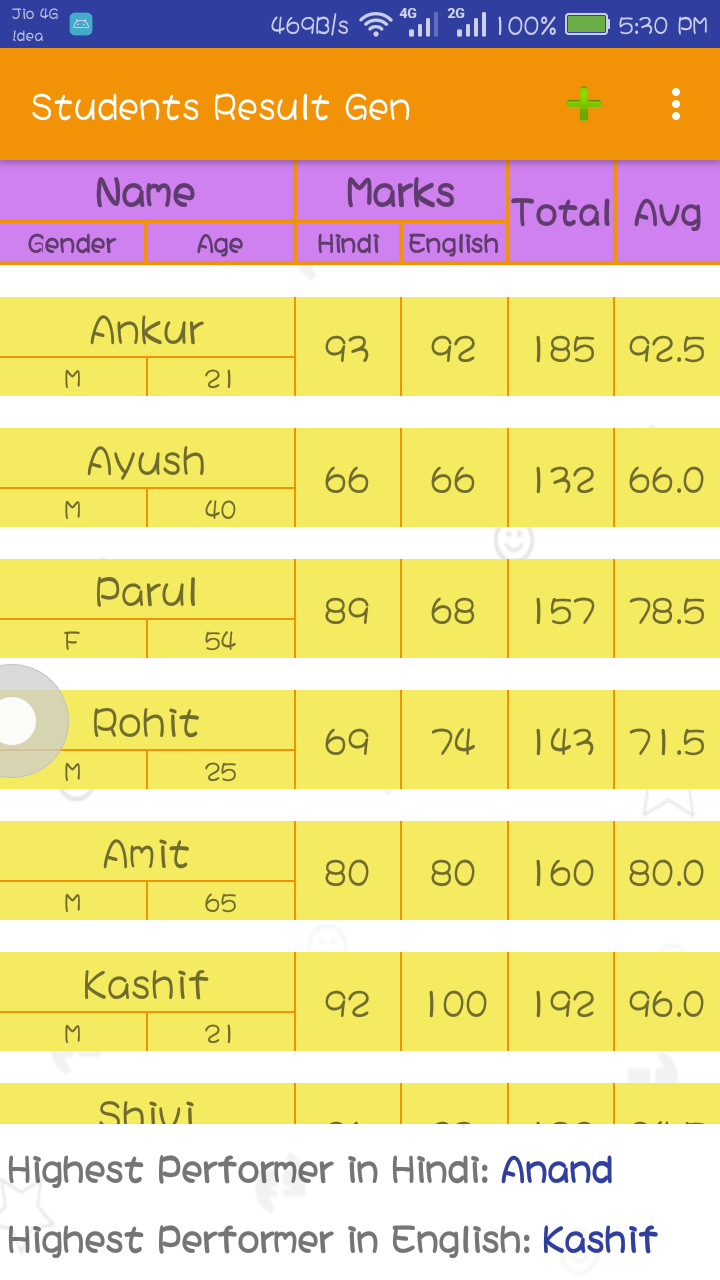 Jio 4G
!dea
469B/s 4G 2G 100% 5:30 PM
Students Result Gen
Name Marks Total Avg
Gender Age Hindi English
Ankur 93 92 185 92.5
M 21
Ayush 66 66 132 66.0
M 40
Parul 89 68 157 78.5
F 54
Rohit 69 74 143 71.5
M 25
Amit 80 80 160 80.0
M 65
Kashif 92 100 192 96.0
M 21
Shivi
Highest Performer in Hindi: Anand
Highest Performer in English: Kashif